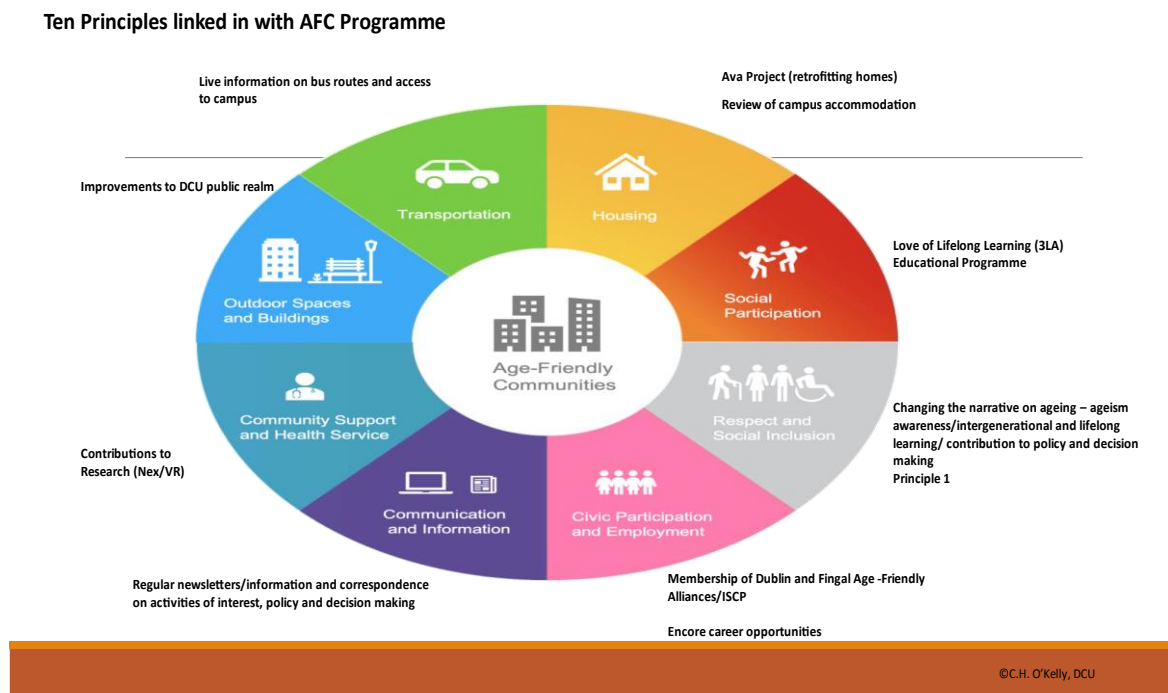 Ten Principles linked in with AFC Programme
Live information on bus routes and access
to campus
Ava Project (retrofitting homes)
Review of campus accommodation
Improvements to DCU public realm
Transportation
Housing
Love of Lifelong Learning (3LA)
Educational Programme
Outdoor Spaces
and Buildings
Social
Participation
Age-Friendly
Communities
Community Support
and Health Service
Respect and
Social Inclusion
Changing the narrative on ageing – ageism
awareness/intergenerational and lifelong
learning/ contribution to policy and decision
making
Principle 1
Contributions to
Research (Nex/VR)
Communication
and Information
Civic Participation
and Employment
Regular newsletters/information and correspondence
on activities of interest, policy and decision making
Membership of Dublin and Fingal Age -Friendly
Alliances/ISCP
Encore career opportunities
©C.H. O'Kelly, DCU